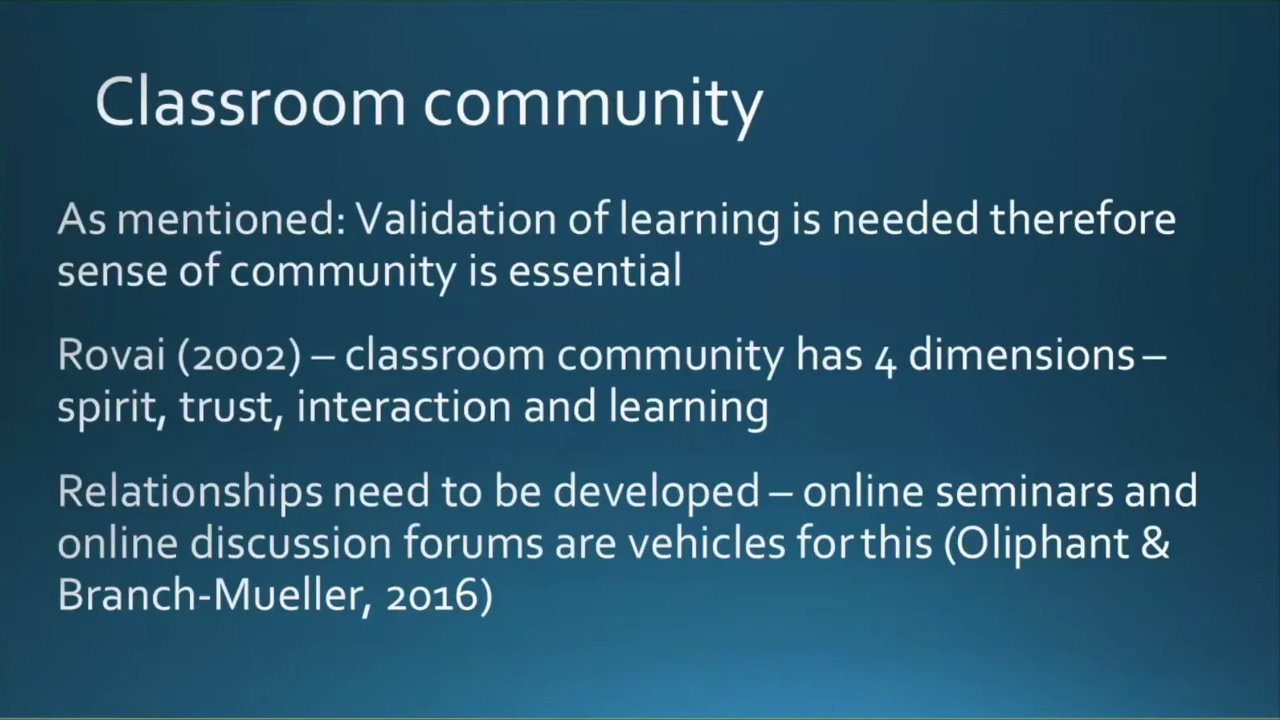 Classroom community
As mentioned: Validation of learning is needed therefore
sense of community is essential
Rovai (2002) – classroom community has 4 dimensions –
spirit, trust, interaction and learning
Relationships need to be developed – online seminars and
online discussion forums are vehicles for this (Oliphant &
Branch-Mueller, 2016)